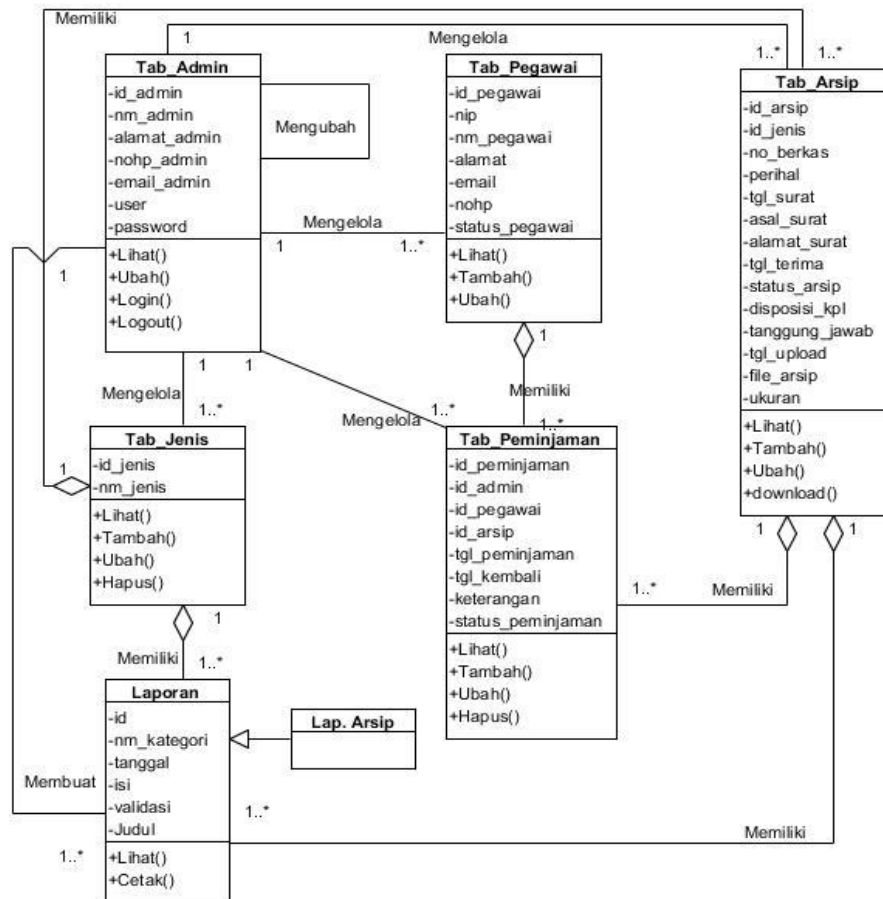 Memiliki
1
Mengelola
1..*
1..*
Tab_Admin
-id_admin
-nm_admin
-alamat_admin
-nohp_admin
-email_admin
-user
-password
+Lihat()
+Ubah()
+Login()
+Logout()
Mengubah
Mengelola
1
1..*
Tab_Pegawai
-id_pegawai
-nip
-nm_pegawai
-alamat
-email
-nohp
-status_pegawai
+Lihat()
+Tambah()
+Ubah()
Tab_Arsip
-id_arsip
-id_jenis
-no_berkas
-perihal
-tgl_surat
-asal_surat
-alamat_surat
-tgl_terima
-status_arsip
-disposisi_kpl
-tanggung_jawab
-tgl_upload
-file_arsip
-ukuran
+Lihat()
+Tambah()
+Ubah()
+download()
1
1
Mengelola
1..*
1
Mengelola
1..*
1
Memiliki
1..*
Tab_Jenis
-id_jenis
-nm_jenis
+Lihat()
+Tambah()
+Ubah()
+Hapus()
1
Tab_Peminjaman
-id_peminjaman
-id_admin
-id_pegawai
-id_arsip
-tgl_peminjaman
-tgl_kembali
-keterangan
-status_peminjaman
+Lihat()
+Tambah()
+Ubah()
+Hapus()
1
1
1..*
Memiliki
1
Memiliki
1..*
Laporan
-id
-nm_kategori
-tanggal
-isi
-validasi
-Judul
+Lihat()
+Cetak()
Lap. Arsip
Membuat
1..*
1..*
Memiliki